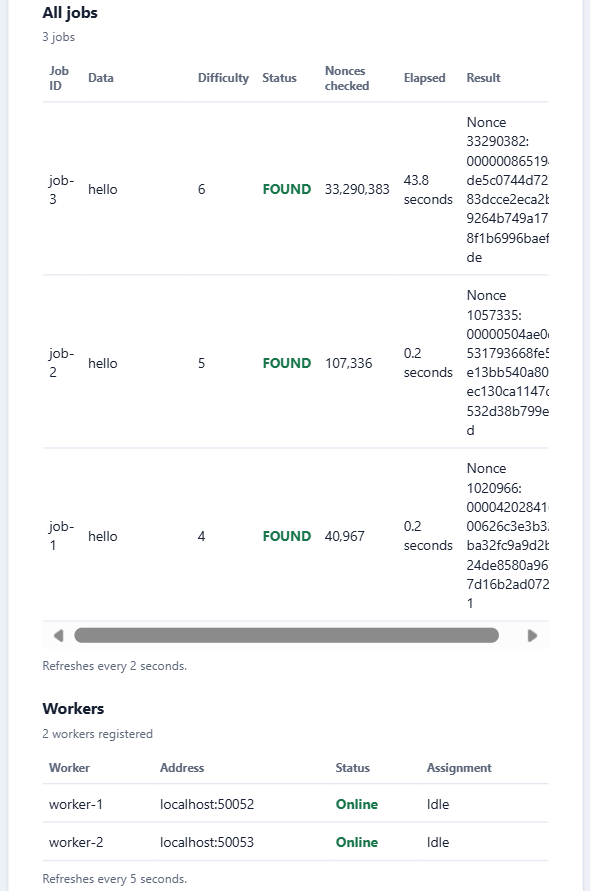 All jobs
3 jobs
Job ID Data Difficulty Status Nonces checked Elapsed Result
job-3 hello 6 FOUND 33,290,383 43.8 seconds Nonce
33290382:
00000086519
de5c0744d72
83dcce2eca2b
9264b749a17
8f1b6996baef
de
job-2 hello 5 FOUND 107,336 0.2 seconds Nonce
1057335:
00000504ae0
531793668fe5
e13bb540a80
ec130ca1147
532d38b799e
d
job-1 hello 4 FOUND 40,967 0.2 seconds Nonce
1020966:
00004202841
00626c3e3b3
ba32fc9a9d2b
24de8580a96
7d16b2ad072
1
Refreshes every 2 seconds.
Workers
2 workers registered
Worker Address Status Assignment
worker-1 localhost:50052 Online Idle
worker-2 localhost:50053 Online Idle
Refreshes every 5 seconds.